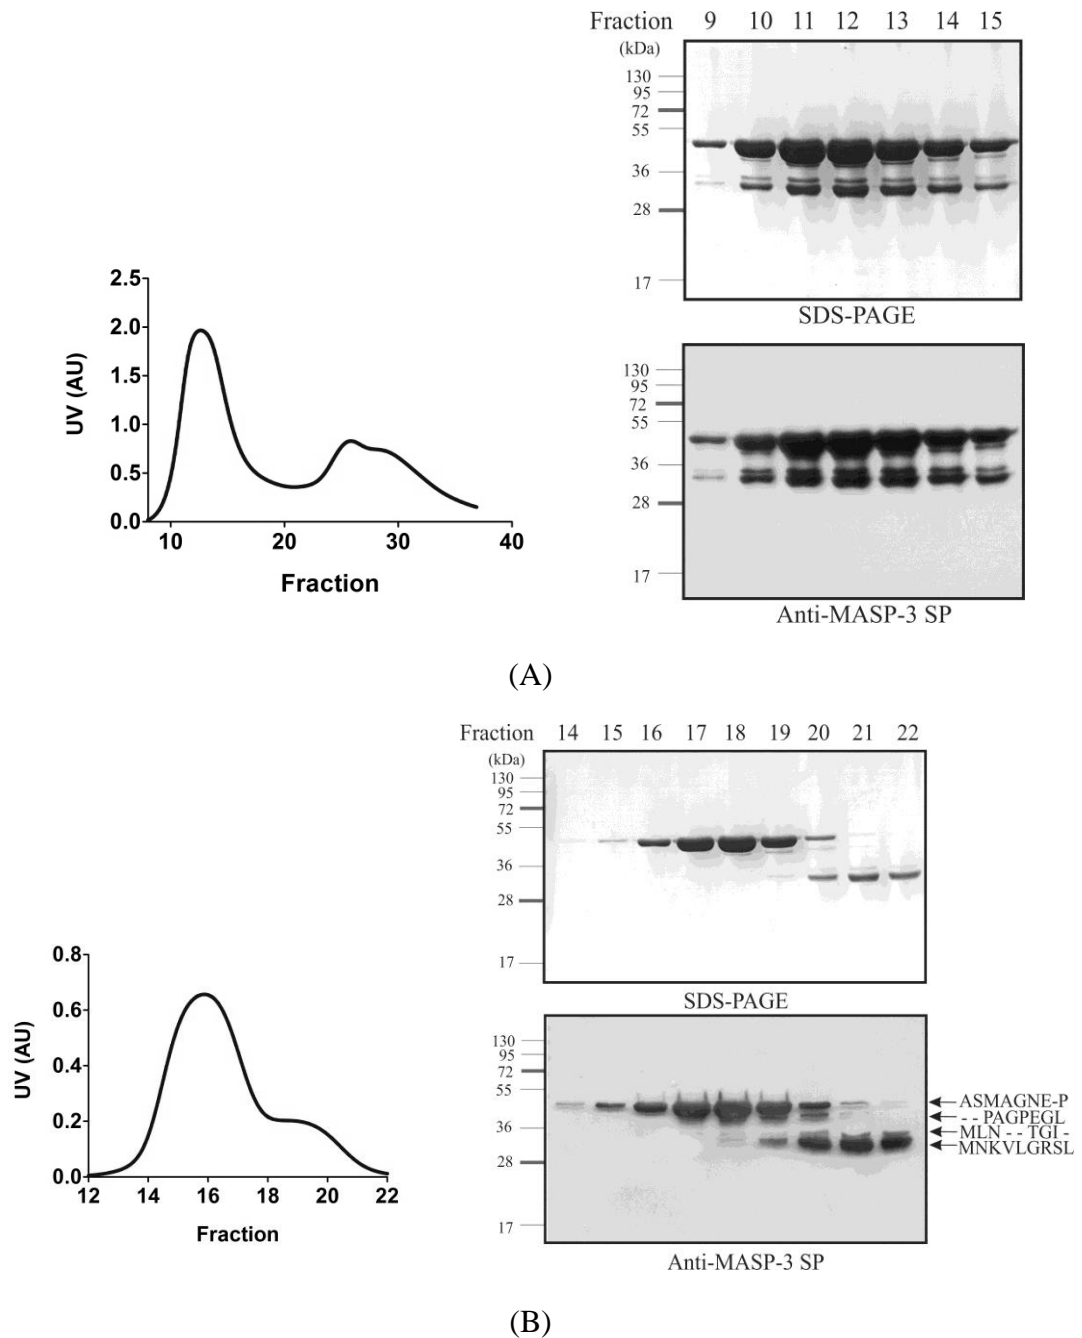 Fraction 9 10 11 12 13 14 15
(kDa)
130
95
72
55
36
28
17
SDS-PAGE
2.5
2.0
1.5
1.0
0.5
0.0
UV (AU)
10 20 30 40
Fraction
130
95
72
55
36
28
17
Anti-MASP-3 SP
(A)
Fraction 14 15 16 17 18 19 20 21 22
(kDa)
130
95
72
55
36
28
17
SDS-PAGE
0.8
0.6
0.4
0.2
0.0
UV (AU)
12 14 16 18 20 22
Fraction
130
95
72
55
36
28
17
ASMAGNE-P
- - PAGPEGL
MLN - - TGI -
MNKVLGRSL
Anti-MASP-3 SP
(B)